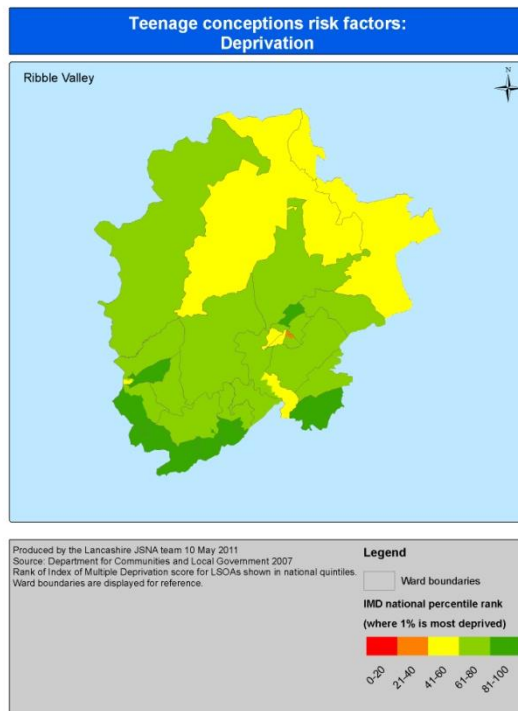 Teenage conceptions risk factors:
Deprivation
Ribble Valley
N
Produced by the Lancashire JSNA team 10 May 2011
Source: Department for Communities and Local Government 2007
Rank of Index of Multiple Deprivation score for LSOAs shown in national quintiles.
Ward boundaries are displayed for reference.
Legend
Ward boundaries
IMD national percentile rank
(where 1% is most deprived)
0-20
21-40
41-60
61-80
81-100